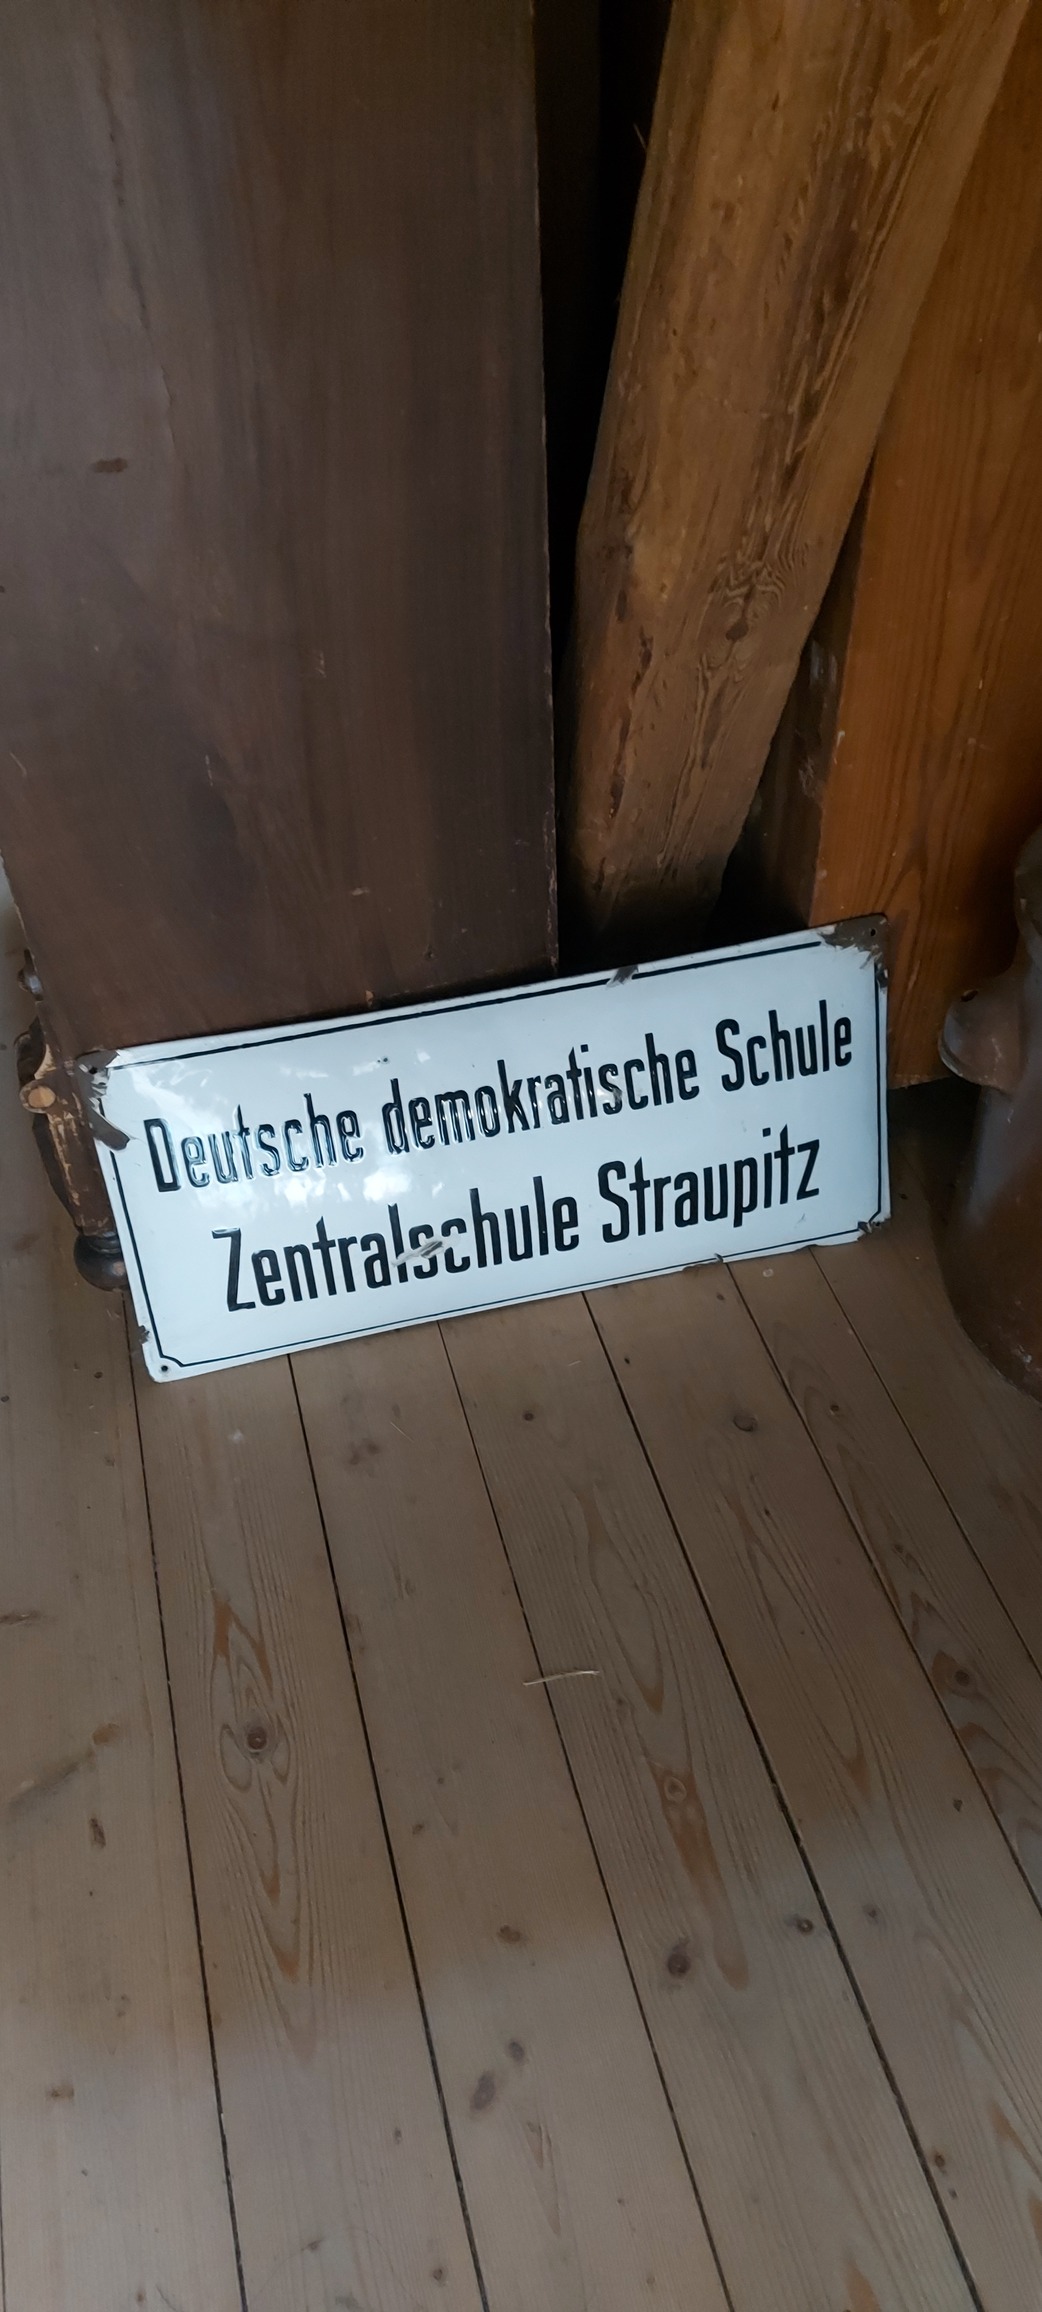 Deutsche demokratische Schule
Zentralschule Straupitz